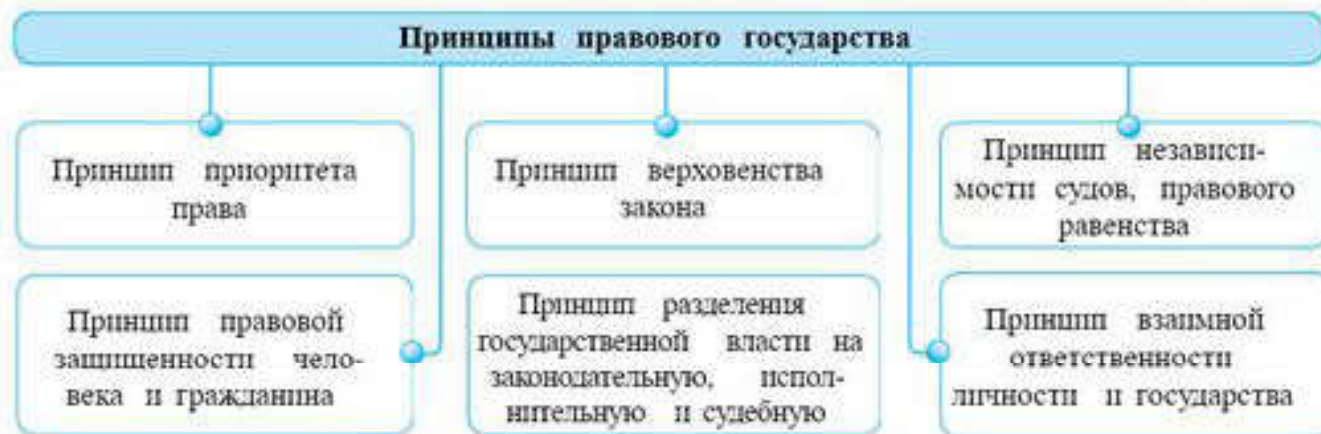 Принципы правового государства
Принцип приоритета
права
Принцип верховенства
закона
Принцип независи-
мости судов, правового
равенства
Принцип правовой
защищенности чело-
века и гражданина
Принцип разделения
государственной власти на
законодательную, испол-
нительную и судебную
Принцип взаимной
ответственности
личности и государства